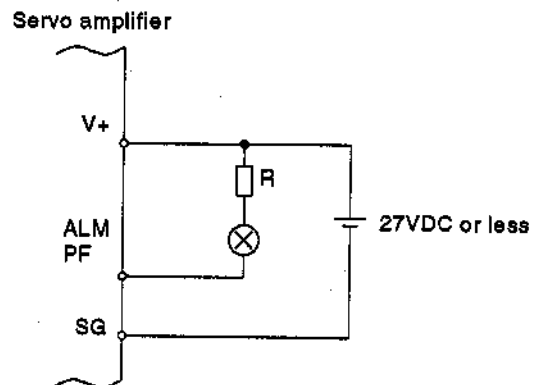 Servo amplifier
V+
R
ALM
PF
27VDC or less
SG